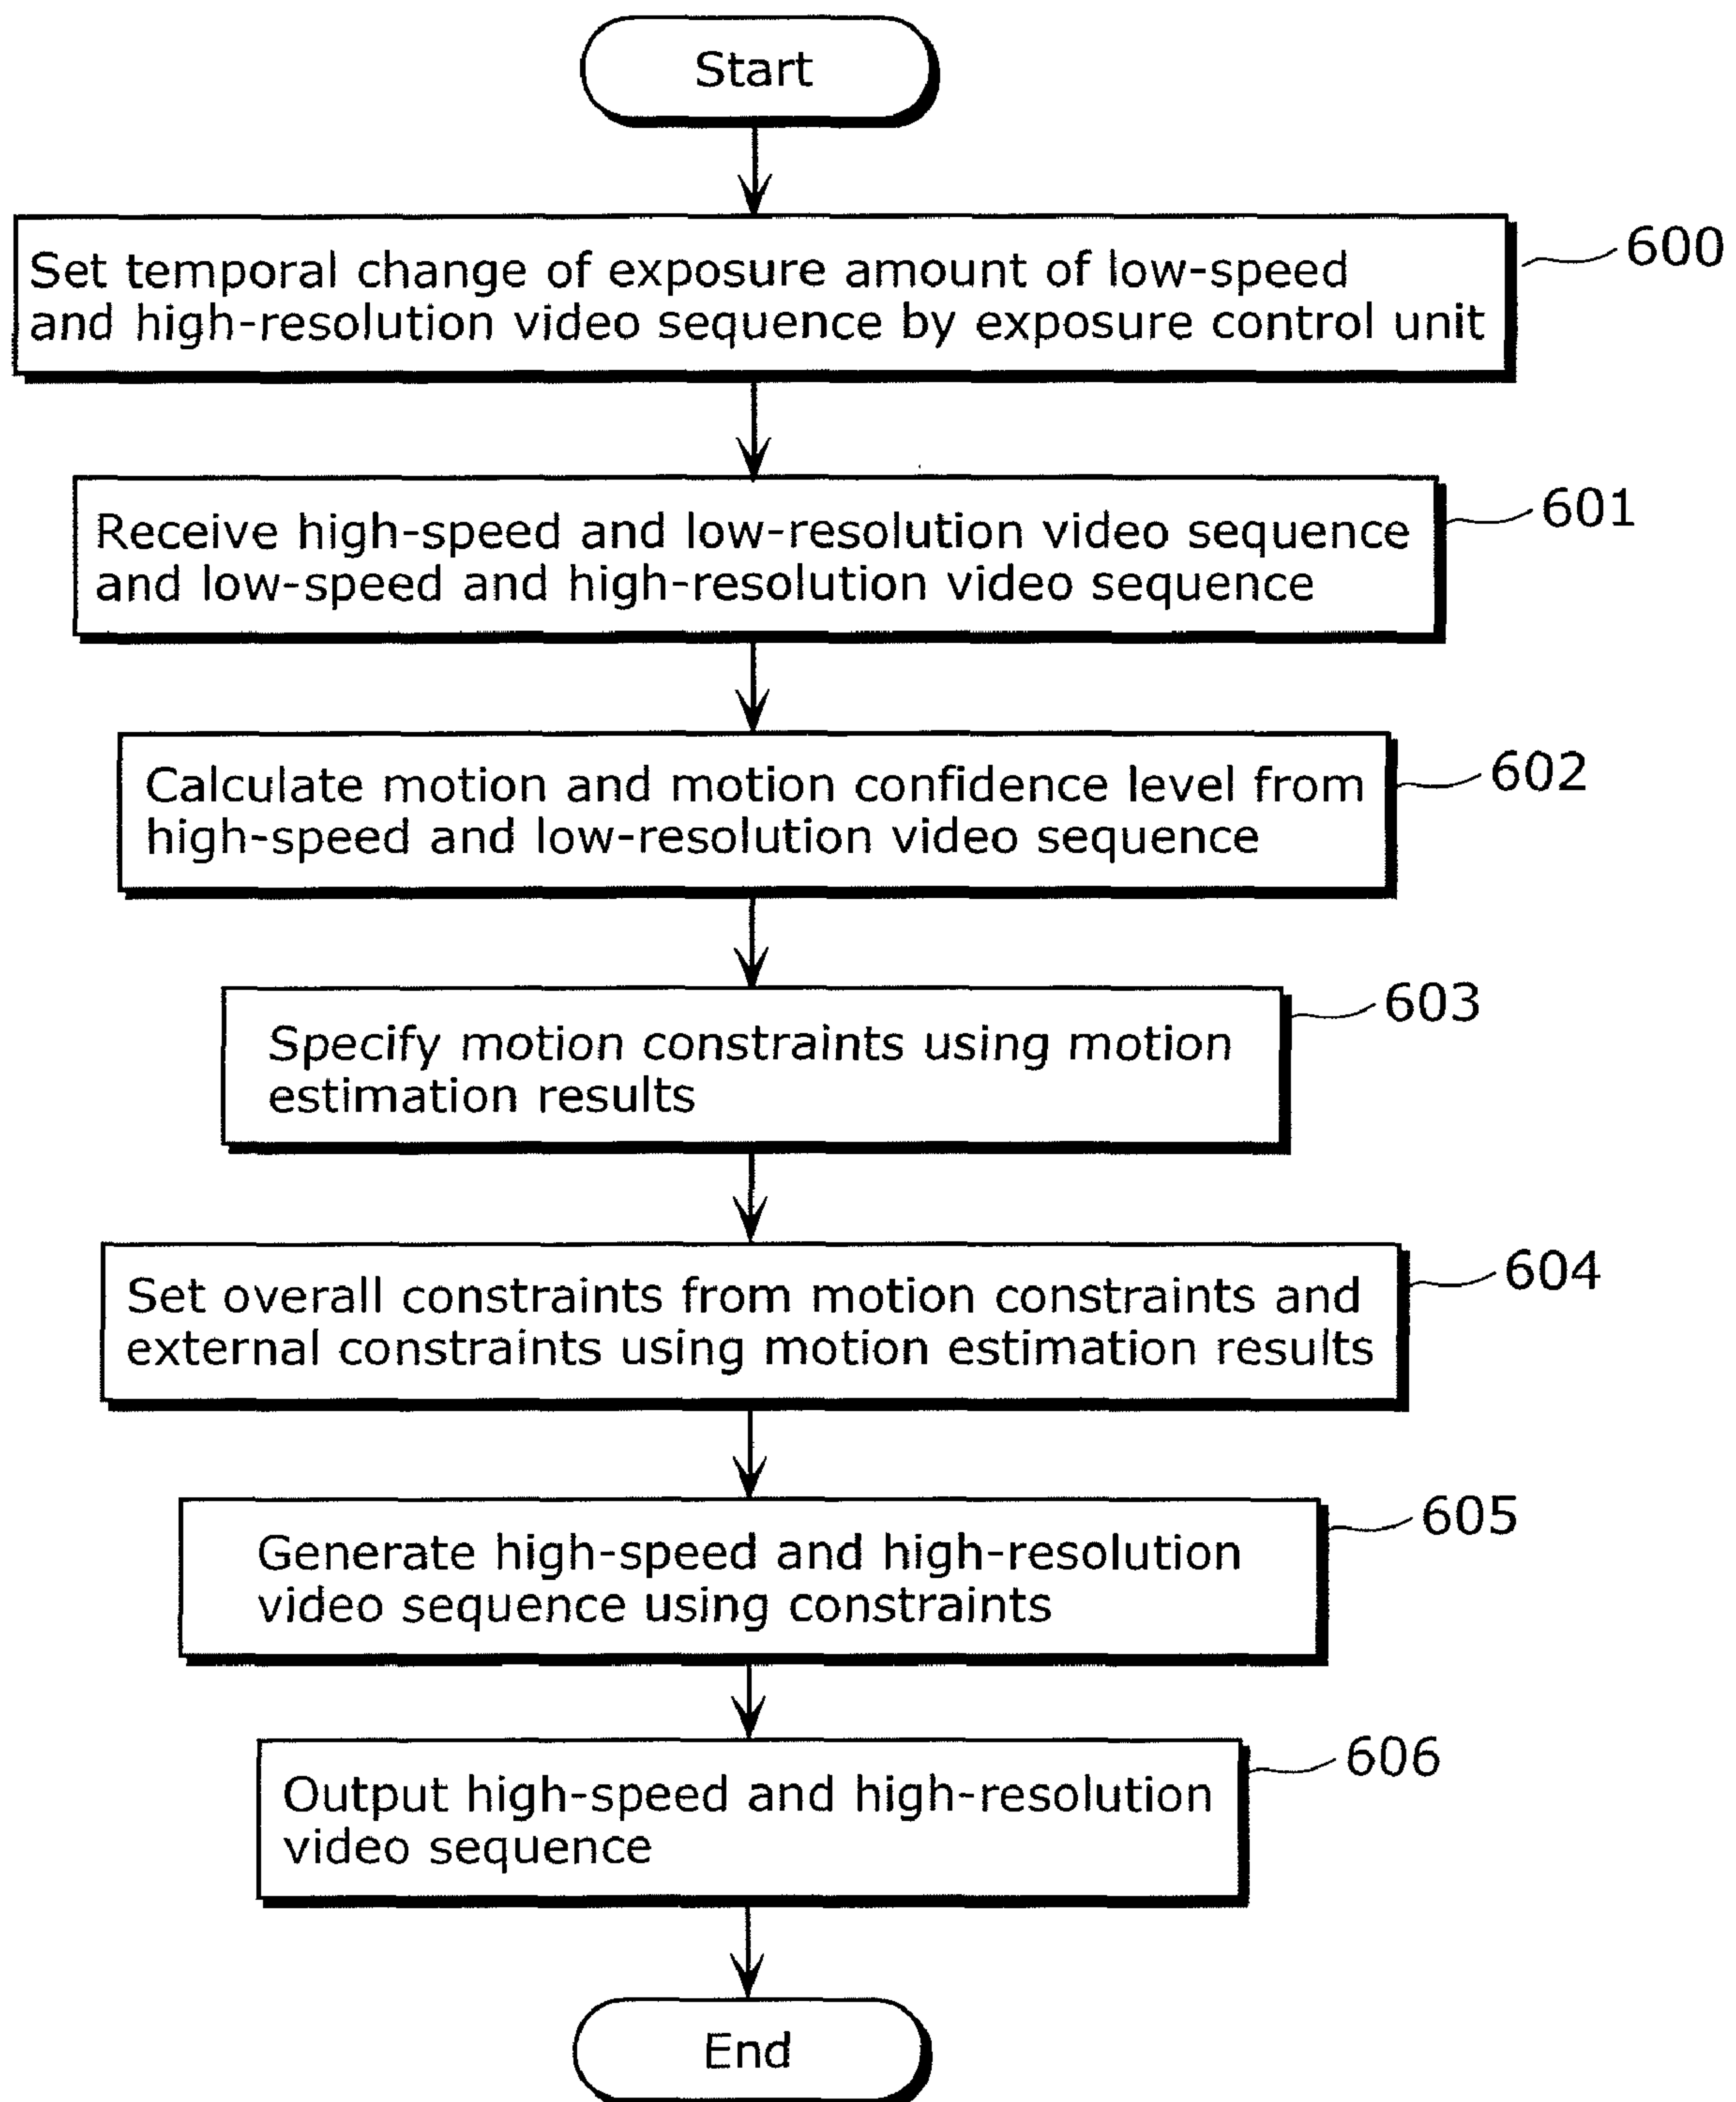 Start
Set temporal change of exposure amount of low-speed
and high-resolution video sequence by exposure control unit
600
Receive high-speed and low-resolution video sequence
and low-speed and high-resolution video sequence
601
Calculate motion and motion confidence level from
high-speed and low-resolution video sequence
602
Specify motion constraints using motion
estimation results
603
Set overall constraints from motion constraints and
external constraints using motion estimation results
604
Generate high-speed and high-resolution
video sequence using constraints
605
Output high-speed and high-resolution
video sequence
606
End